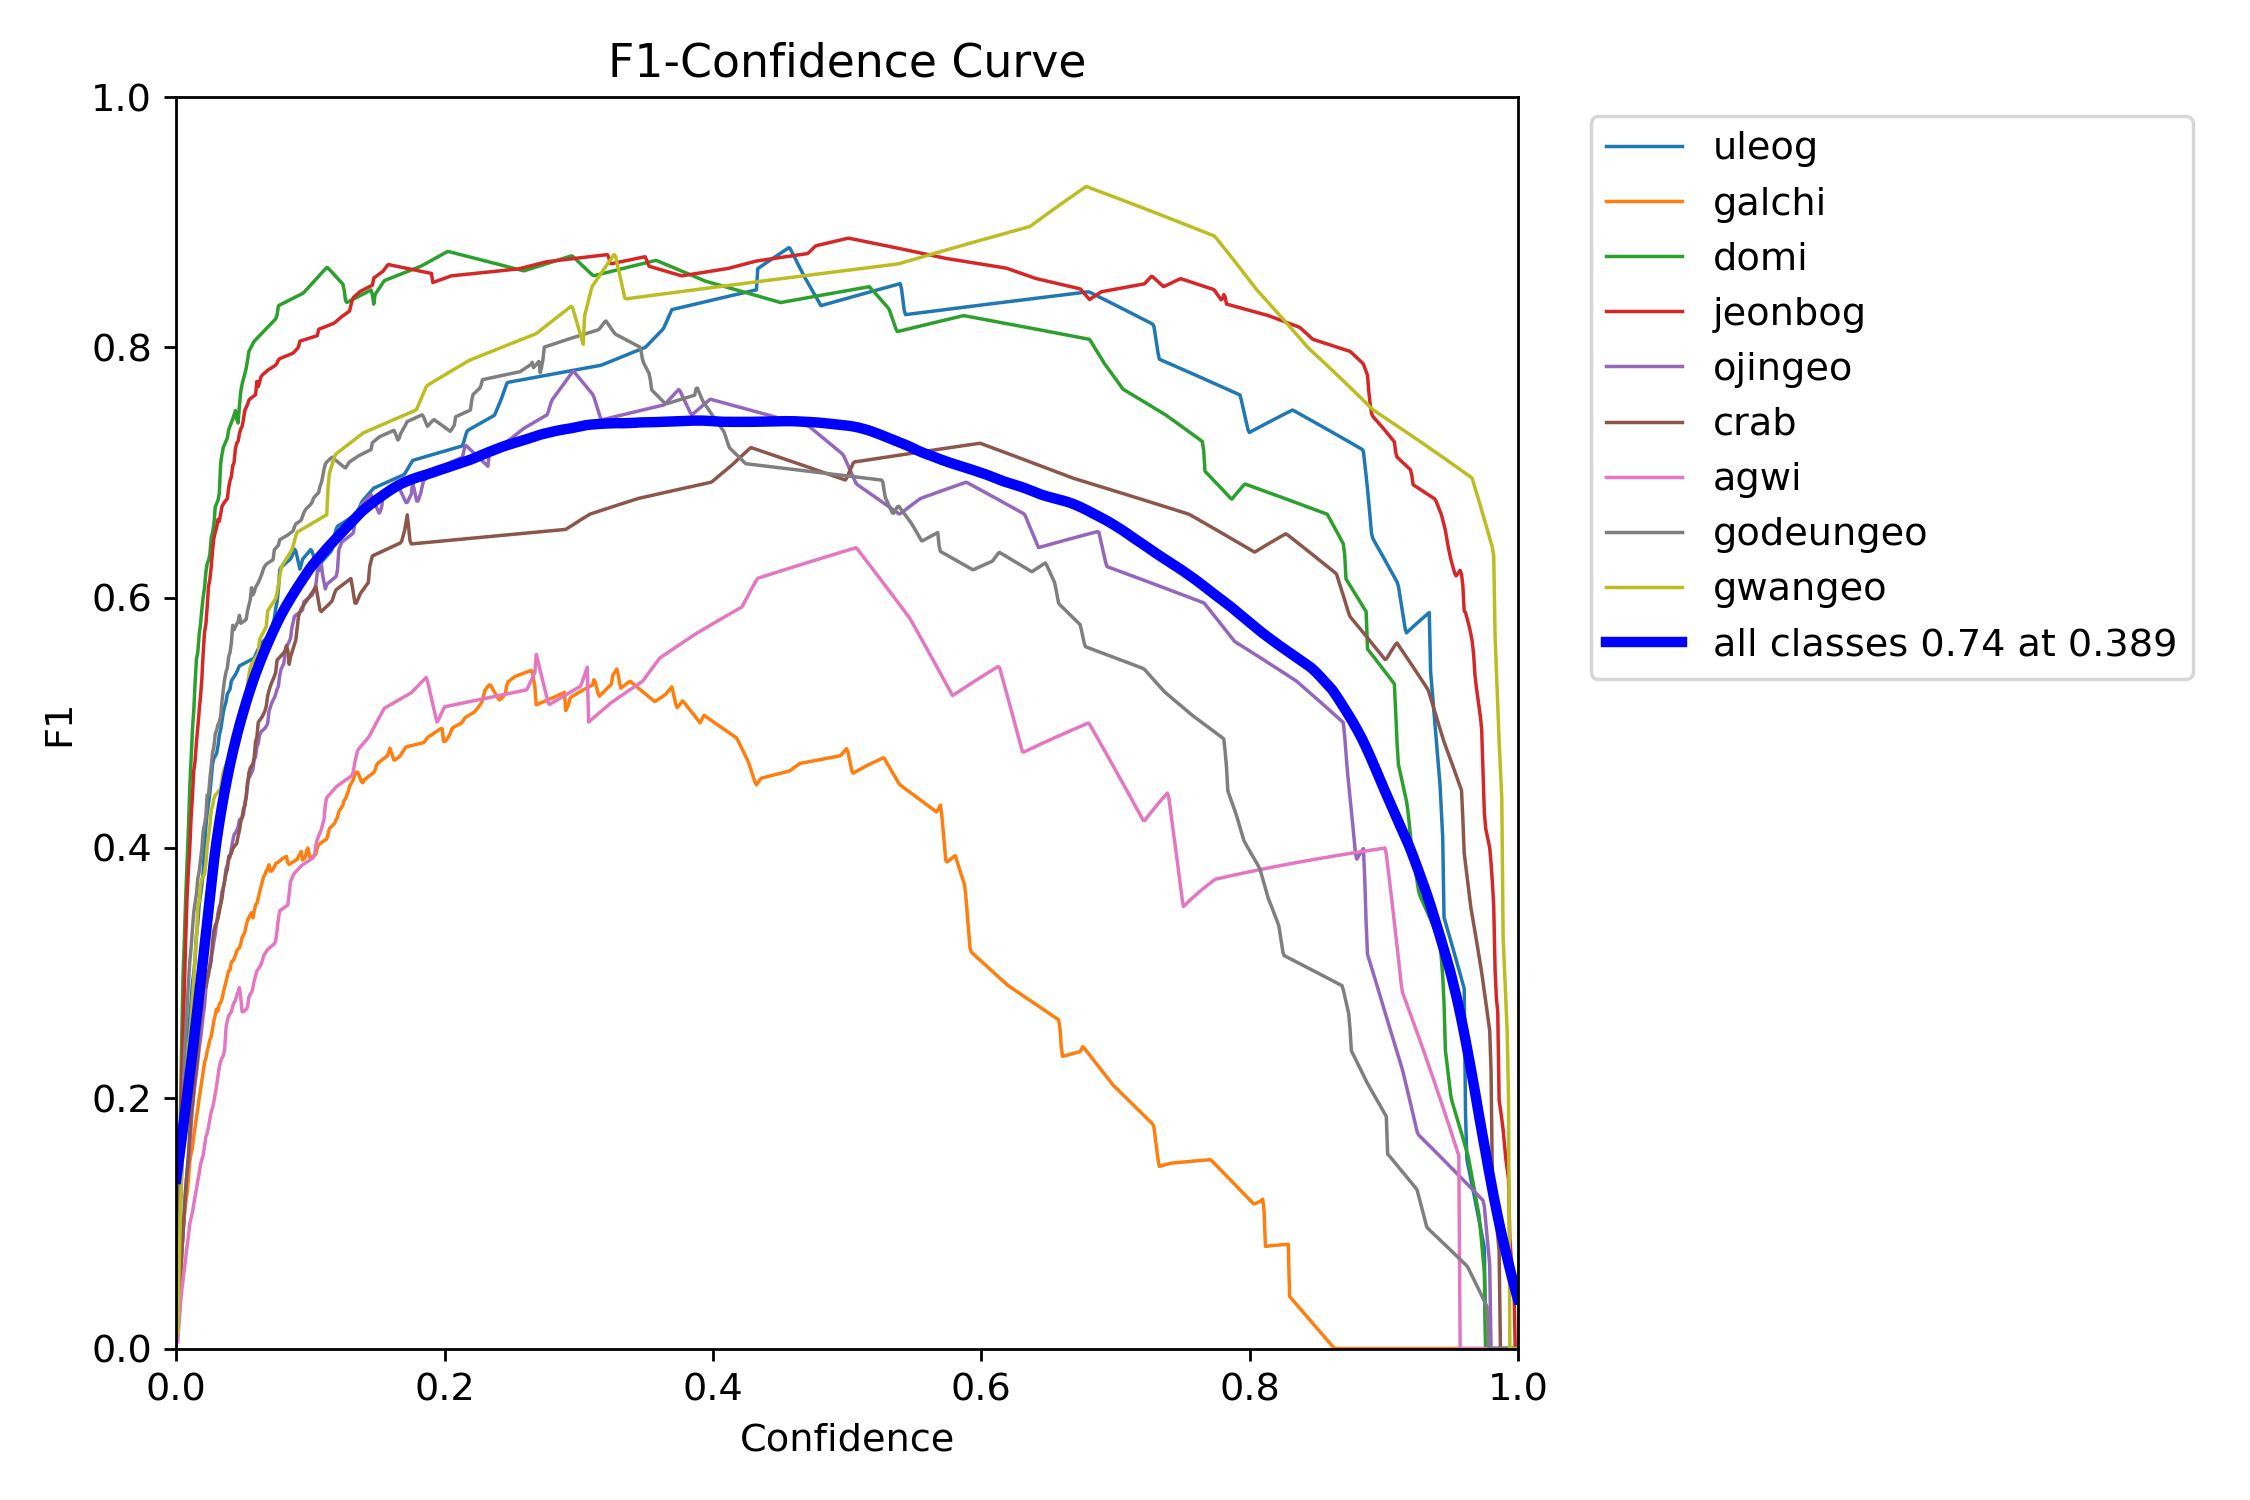 F1-Confidence Curve
1.0
0.8
0.6
0.4
0.2
0.0
F1
0.0 0.2 0.4 0.6 0.8 1.0
Confidence
uleog
galchi
domi
jeonbog
ojingeo
crab
agwi
godeungeo
gwangeo
all classes 0.74 at 0.389